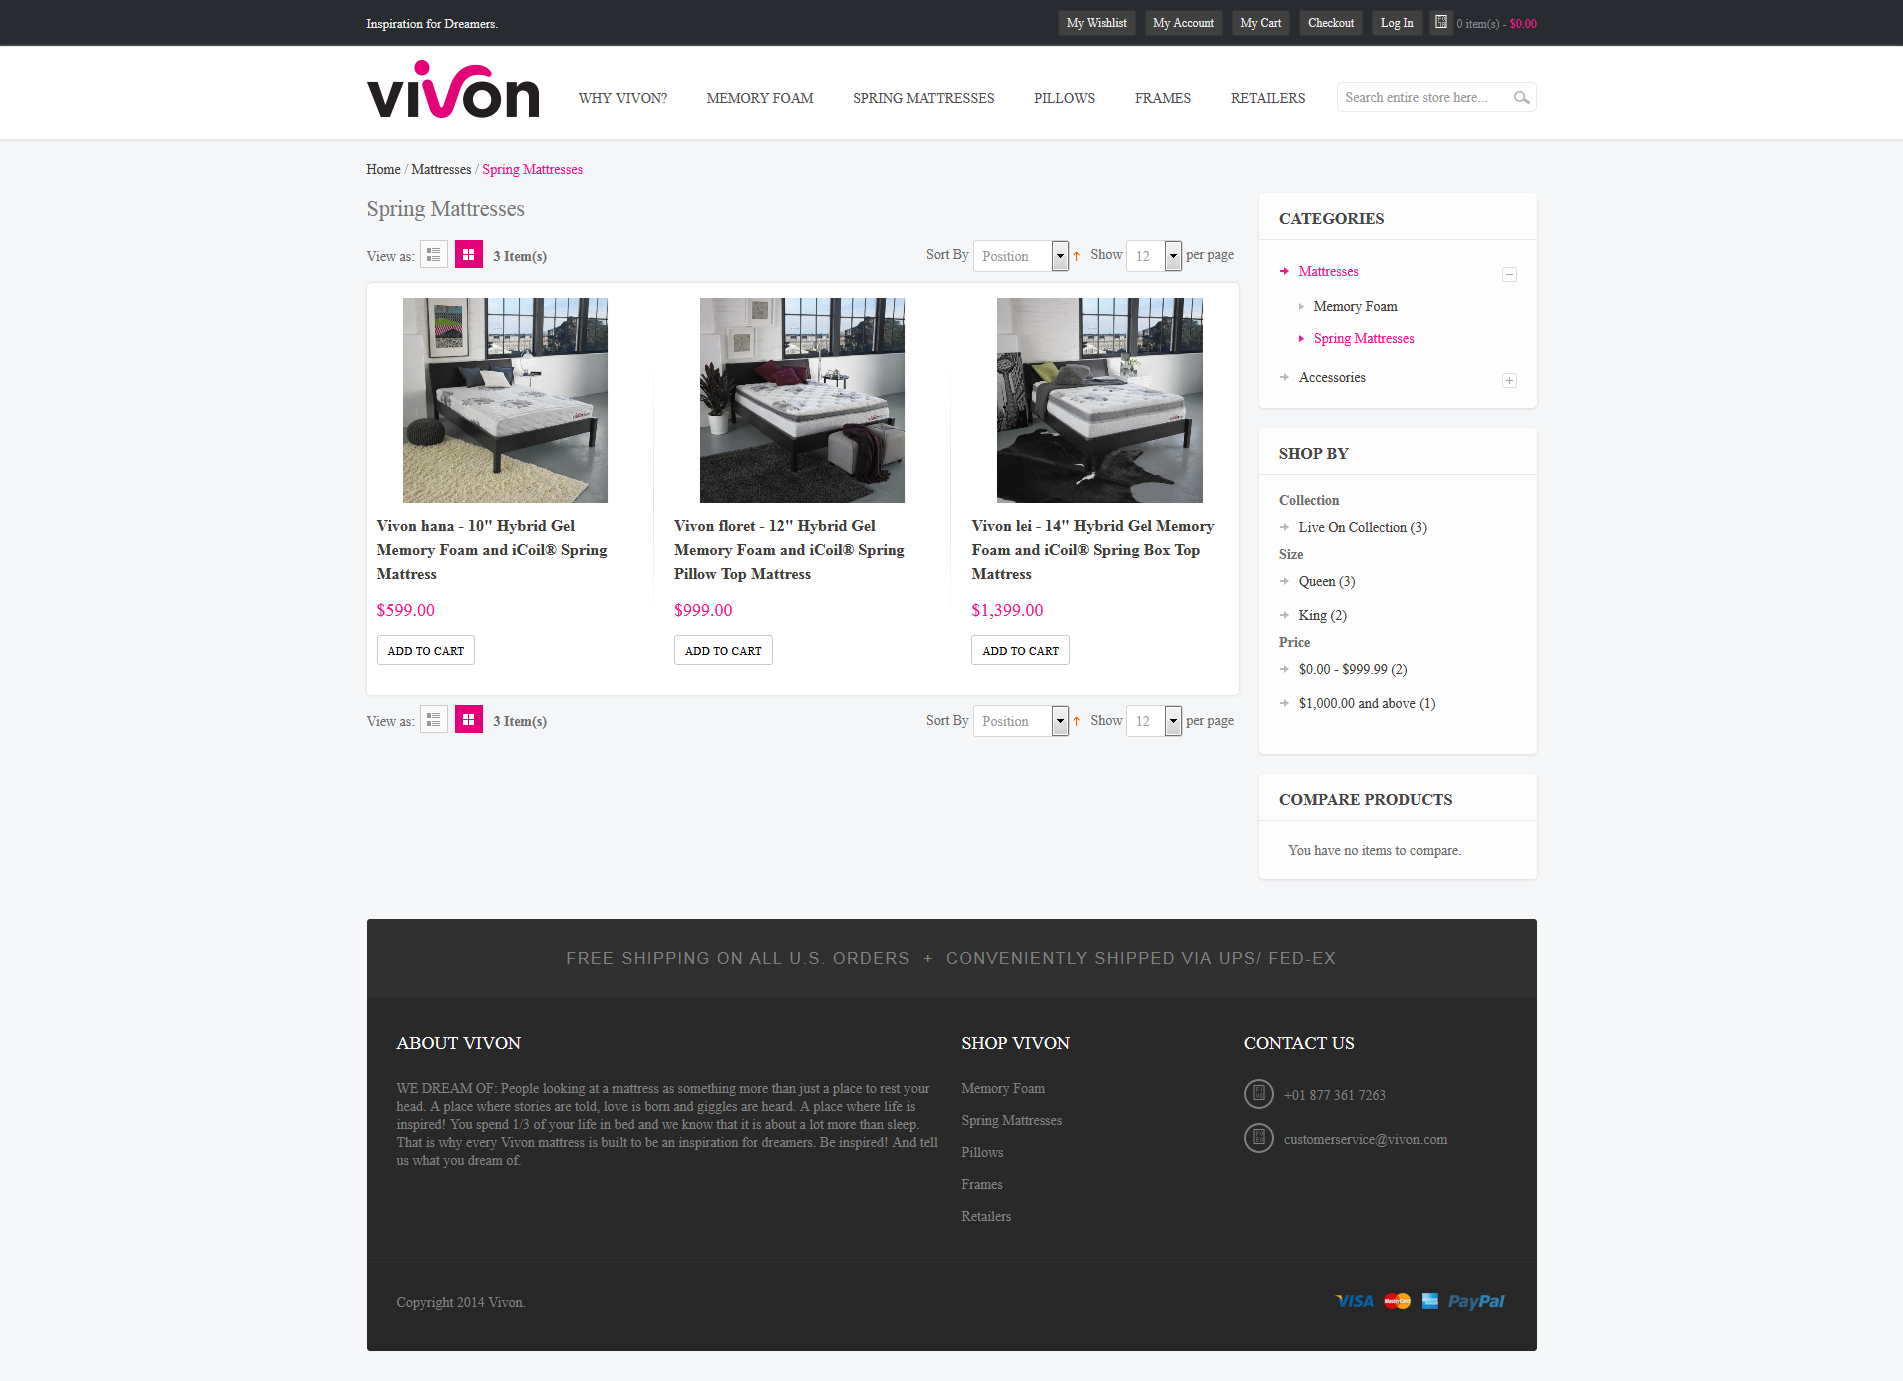 Inspiration for Dreamers.
My Wishlist
My Account
My Cart
Checkout
Log In
0 item(s) - $0.00
vivon
WHY VIVON?
MEMORY FOAM
SPRING MATTRESSES
PILLOWS
FRAMES
RETAILERS
Search entire store here...
Home / Mattresses / Spring Mattresses
Spring Mattresses
View as:
3 Item(s)
Sort By
Position
Show
12
per page
Vivon hana - 10" Hybrid Gel
Memory Foam and iCoil® Spring
Mattress
$599.00
ADD TO CART
Vivon floret - 12" Hybrid Gel
Memory Foam and iCoil® Spring
Pillow Top Mattress
$999.00
ADD TO CART
Vivon lei - 14" Hybrid Gel Memory
Foam and iCoil® Spring Box Top
Mattress
$1,399.00
ADD TO CART
View as:
3 Item(s)
Sort By
Position
Show
12
per page
CATEGORIES
Mattresses
Memory Foam
Spring Mattresses
Accessories
SHOP BY
Collection
Live On Collection (3)
Size
Queen (3)
King (2)
Price
$0.00 - $999.99 (2)
$1,000.00 and above (1)
COMPARE PRODUCTS
You have no items to compare.
FREE SHIPPING ON ALL U.S. ORDERS + CONVENIENTLY SHIPPED VIA UPS/ FED-EX
ABOUT VIVON
WE DREAM OF: People looking at a mattress as something more than just a place to rest your
head. A place where stories are told, love is born and giggles are heard. A place where life is
inspired! You spend 1/3 of your life in bed and we know that it is about a lot more than sleep.
That is why every Vivon mattress is built to be an inspiration for dreamers. Be inspired! And tell
us what you dream of.
SHOP VIVON
Memory Foam
Spring Mattresses
Pillows
Frames
Retailers
CONTACT US
+01 877 361 7263
customerservice@vivon.com
Copyright 2014 Vivon.
VISA
MasterCard
PayPal